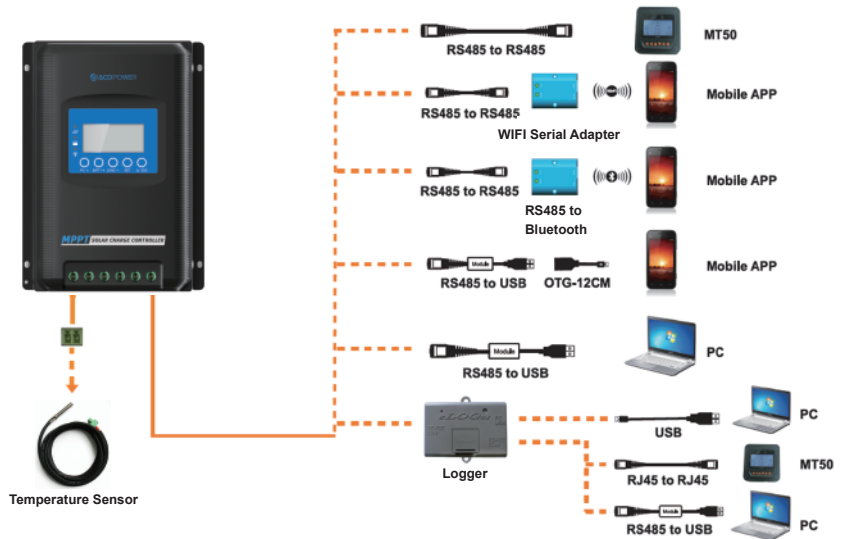 ACOPOWER
MPPT SOLAR CHARGE CONTROLLER
Temperature Sensor
RS485 to RS485
MT50
RS485 to RS485
WIFI Serial Adapter
Mobile APP
RS485 to RS485
RS485 to
Bluetooth
Mobile APP
Module
RS485 to USB
OTG-12CM
Mobile APP
Module
RS485 to USB
PC
Logger
USB
PC
RJ45 to RJ45
MT50
Module
RS485 to USB
PC